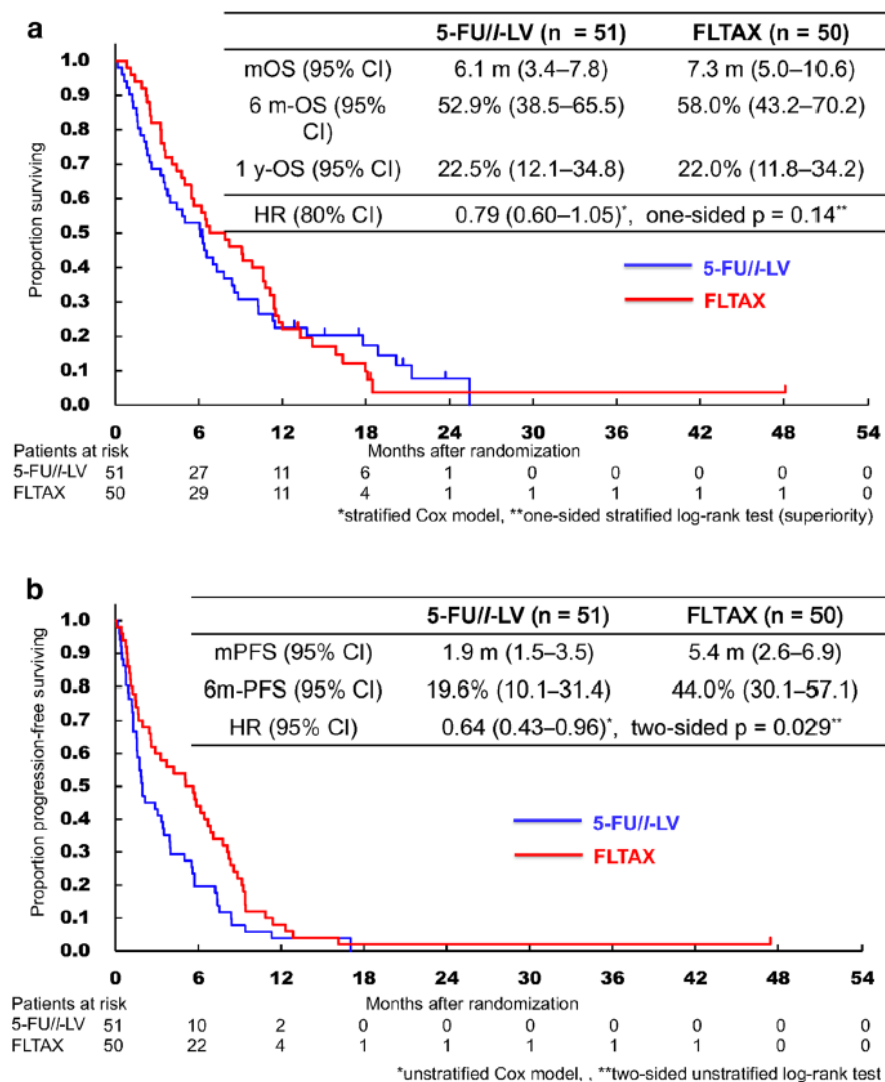 a
5-FU/l-LV (n = 51) FLTAX (n = 50)
mOS (95% CI) 6.1 m (3.4–7.8) 7.3 m (5.0–10.6)
6 m-OS (95% CI) 52.9% (38.5–65.5) 58.0% (43.2–70.2)
1 y-OS (95% CI) 22.5% (12.1–34.8) 22.0% (11.8–34.2)
HR (80% CI) 0.79 (0.60–1.05)*, one-sided p = 0.14**
Proportion surviving
1.0
0.9
0.8
0.7
0.6
0.5
0.4
0.3
0.2
0.1
0.0
5-FU/l-LV
FLTAX
0 6 12 18 24 30 36 42 48 54
Patients at risk Months after randomization
5-FU/l-LV 51 27 11 6 1 0 0 0 0 0
FLTAX 50 29 11 4 1 1 1 1 1 0
*stratified Cox model, **one-sided stratified log-rank test (superiority)
b
5-FU/l-LV (n = 51) FLTAX (n = 50)
mPFS (95% CI) 1.9 m (1.5–3.5) 5.4 m (2.6–6.9)
6m-PFS (95% CI) 19.6% (10.1–31.4) 44.0% (30.1–57.1)
HR (95% CI) 0.64 (0.43–0.96)*, two-sided p = 0.029**
Proportion progression-free surviving
1.0
0.9
0.8
0.7
0.6
0.5
0.4
0.3
0.2
0.1
0.0
5-FU/l-LV
FLTAX
0 6 12 18 24 30 36 42 48 54
Patients at risk Months after randomization
5-FU/l-LV 51 10 2 0 0 0 0 0 0 0
FLTAX 50 22 4 1 1 1 1 1 0 0
*unstratified Cox model, , **two-sided unstratified log-rank test